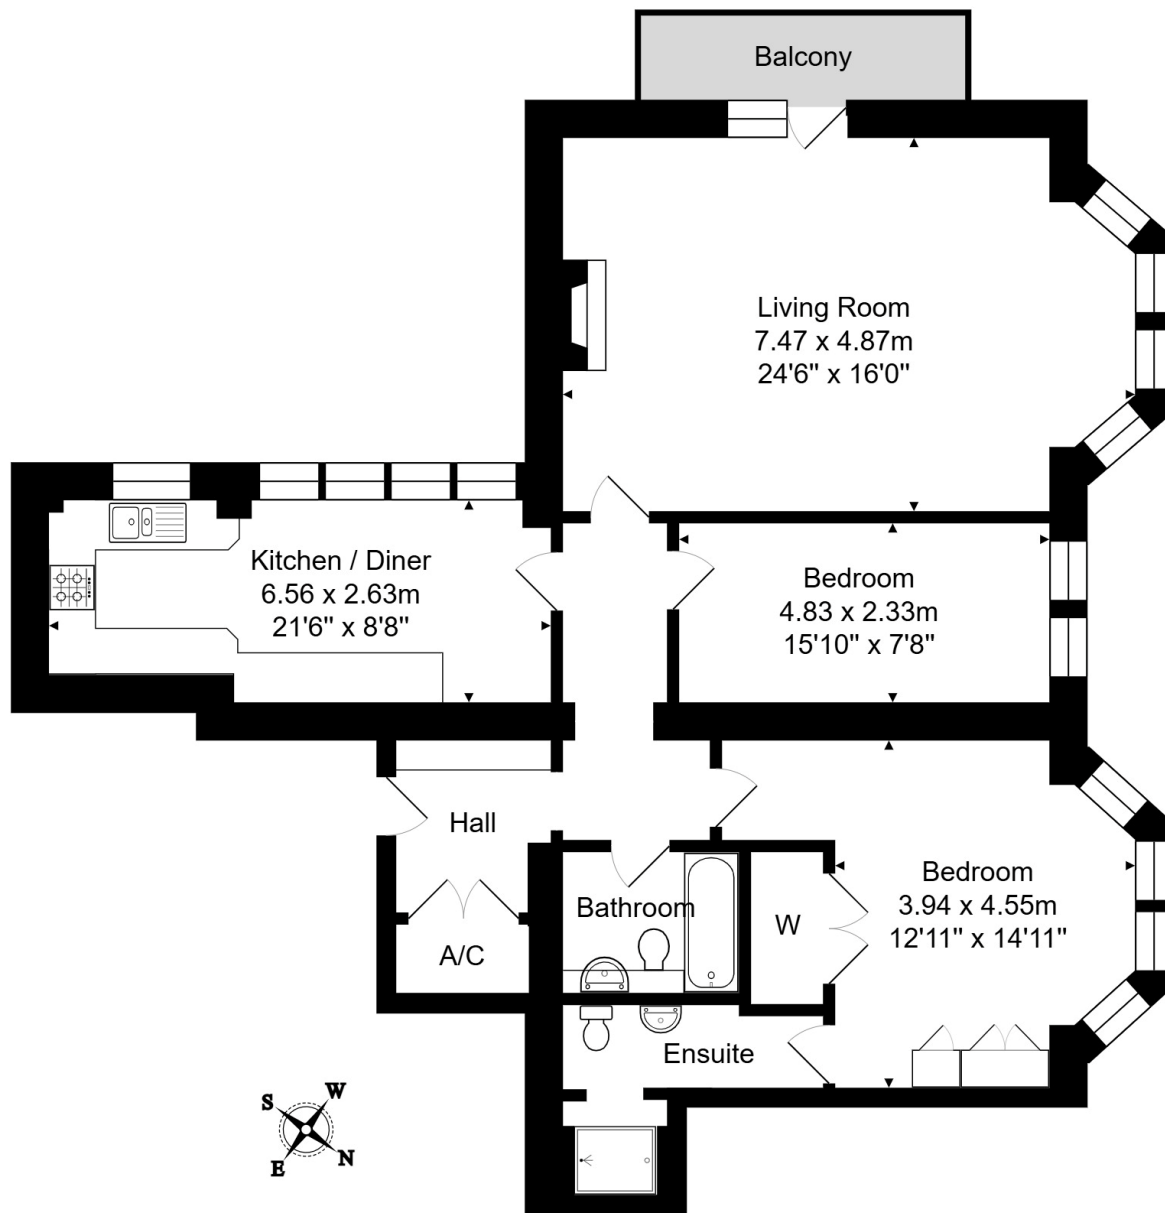 Balcony
Living Room
7.47 x 4.87m
24'6" x 16'0"
Kitchen / Diner
6.56 x 2.63m
21'6" x 8'8"
Bedroom
4.83 x 2.33m
15'10" x 7'8"
Hall
A/C
Bathroom
W
Bedroom
3.94 x 4.55m
12'11" x 14'11"
Ensuite
S W
E N